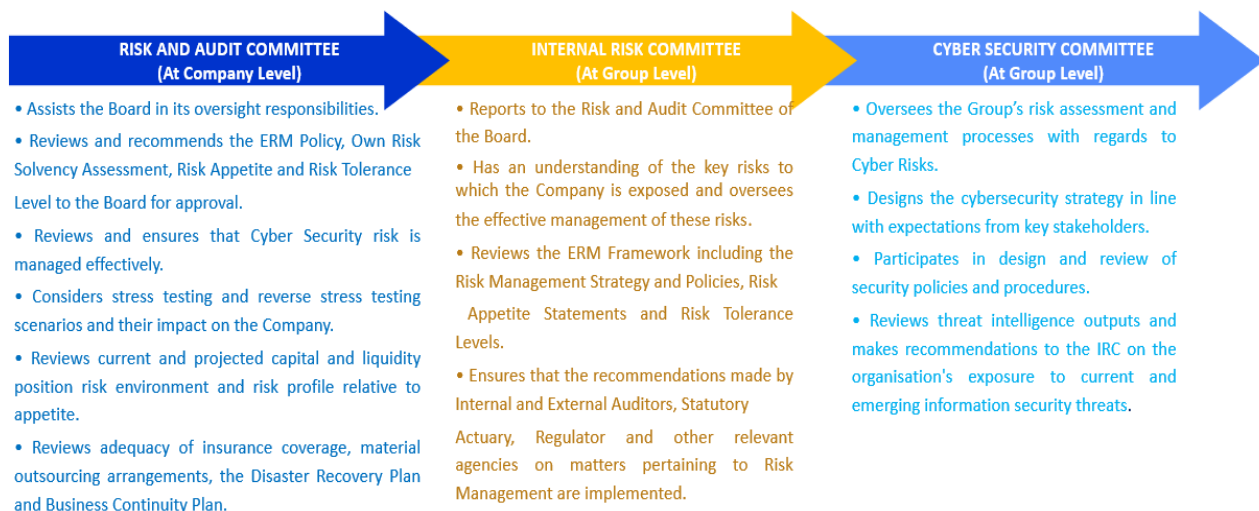 RISK AND AUDIT COMMITTEE
(At Company Level)
• Assists the Board in its oversight responsibilities.
• Reviews and recommends the ERM Policy, Own Risk
Solvency Assessment, Risk Appetite and Risk Tolerance
Level to the Board for approval.
• Reviews and ensures that Cyber Security risk is
managed effectively.
• Considers stress testing and reverse stress testing
scenarios and their impact on the Company.
• Reviews current and projected capital and liquidity
position risk environment and risk profile relative to
appetite.
• Reviews adequacy of insurance coverage, material
outsourcing arrangements, the Disaster Recovery Plan
and Business Continuity Plan.
INTERNAL RISK COMMITTEE
(At Group Level)
• Reports to the Risk and Audit Committee of
the Board.
• Has an understanding of the key risks to
which the Company is exposed and oversees
the effective management of these risks.
• Reviews the ERM Framework including the
Risk Management Strategy and Policies, Risk
Appetite Statements and Risk Tolerance
Levels.
• Ensures that the recommendations made by
Internal and External Auditors, Statutory
Actuary, Regulator and other relevant
agencies on matters pertaining to Risk
Management are implemented.
CYBER SECURITY COMMITTEE
(At Group Level)
• Oversees the Group's risk assessment and
management processes with regards to
Cyber Risks.
• Designs the cybersecurity strategy in line
with expectations from key stakeholders.
• Participates in design and review of
security policies and procedures.
• Reviews threat intelligence outputs and
makes recommendations to the IRC on the
organisation's exposure to current and
emerging information security threats.